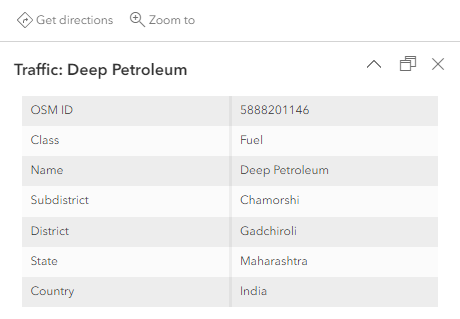 Get directions Zoom to
Traffic: Deep Petroleum
OSM ID 5888201146
Class Fuel
Name Deep Petroleum
Subdistrict Chamorshi
District Gadchiroli
State Maharashtra
Country India